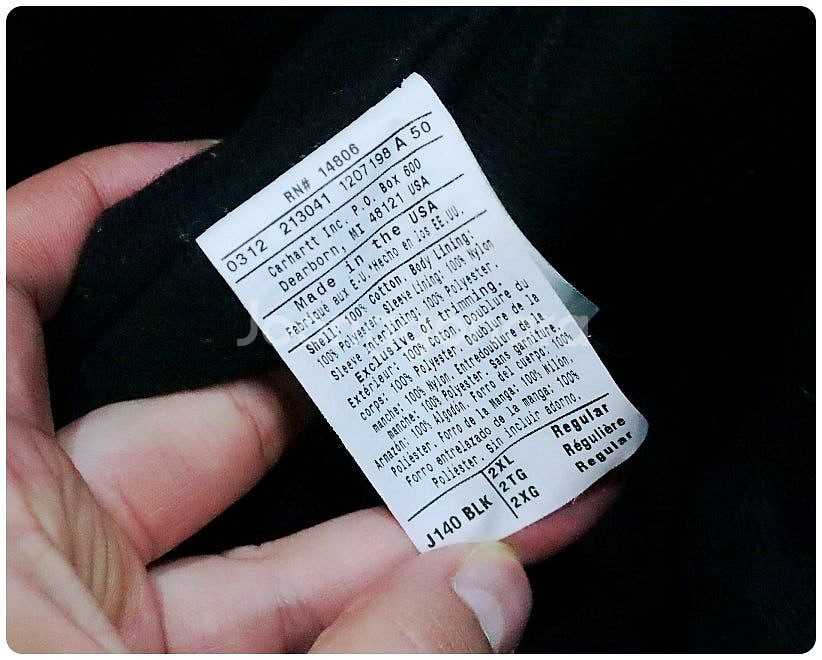 RN# 14806
0312 213041 1207198 A 50
Carhartt Inc. P.O. Box 600
Dearborn, MI 48121 USA
Made in the USA
Fabriqué aux E.U. Hecho en los EE.UU.
Shell: 100% Cotton. Body Lining:
100% Polyester. Sleeve Lining: 100% Nylon
Sleeve Interlining: 100% Polyester.
Exclusive of trimming.
Extérieur: 100% Coton. Doublure du
corps: 100% Polyester. Doublure de la
manche: 100% Nylon. Entredoublure de la
manche: 100% Polyester. Sans garniture.
Armazón: 100% Algodon. Forro del cuerpo: 100%
Poliéster. Forro de la Manga: 100% Nilon.
Forro entrelazado de la manga: 100%
Poliéster. Sin incluir adorno.
J140 BLK
2XL Regular
2TG Régulière
2XG Regular